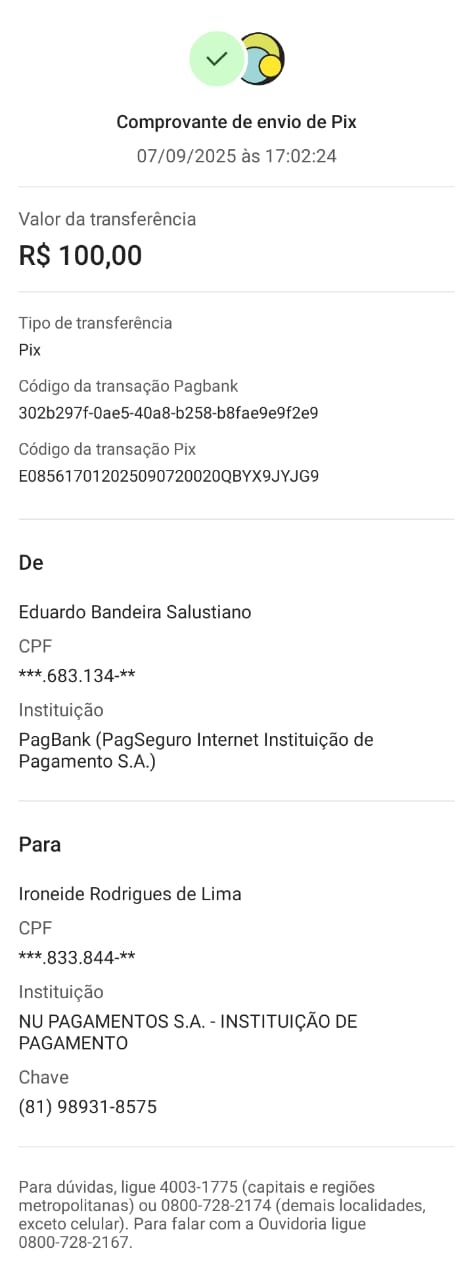 Comprovante de envio de Pix
07/09/2025 às 17:02:24
Valor da transferência
R$ 100,00
Tipo de transferência
Pix
Código da transação Pagbank
302b297f-0ae5-40a8-b258-b8fae9e9f2e9
Código da transação Pix
E08561701202509072002​0QBYX9JYJG9
De
Eduardo Bandeira Salustiano
CPF
***.683.134-**
Instituição
PagBank (PagSeguro Internet Instituição de
Pagamento S.A.)
Para
Ironeide Rodrigues de Lima
CPF
***.833.844-**
Instituição
NU PAGAMENTOS S.A. - INSTITUIÇÃO DE
PAGAMENTO
Chave
(81) 98931-8575
Para dúvidas, ligue 4003-1775 (capitais e regiões
metropolitanas) ou 0800-728-2174 (demais localidades,
exceto celular). Para falar com a Ouvidoria ligue
0800-728-2167.